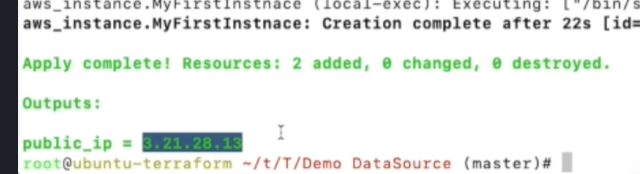 aws_instance.MyFirstInstnace (local-exec): Executing: ["/bin/s
aws_instance.MyFirstInstnace: Creation complete after 22s [id=
Apply complete! Resources: 2 added, 0 changed, 0 destroyed.
Outputs:
public_ip = 3.21.28.13
root@ubuntu-terraform ~/t/T/Demo DataSource (master)#